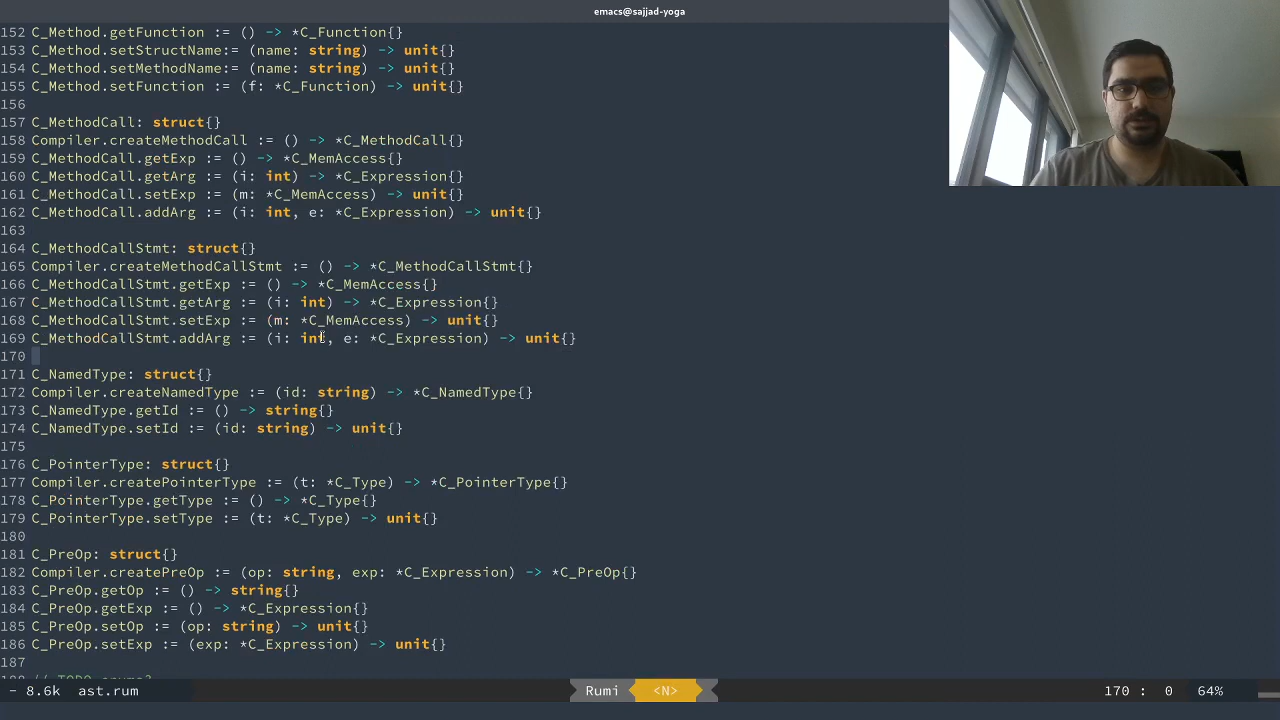 emacs@sajjad-yoga
152 C_Method.getFunction := () -> *C_Function{}
153 C_Method.setStructName:= (name: string) -> unit{}
154 C_Method.setMethodName:= (name: string) -> unit{}
155 C_Method.setFunction := (f: *C_Function) -> unit{}
156
157 C_MethodCall: struct{}
158 Compiler.createMethodCall := () -> *C_MethodCall{}
159 C_MethodCall.getExp := () -> *C_MemAccess{}
160 C_MethodCall.getArg := (i: int) -> *C_Expression{}
161 C_MethodCall.setExp := (m: *C_MemAccess) -> unit{}
162 C_MethodCall.addArg := (i: int, e: *C_Expression) -> unit{}
163
164 C_MethodCallStmt: struct{}
165 Compiler.createMethodCallStmt := () -> *C_MethodCallStmt{}
166 C_MethodCallStmt.getExp := () -> *C_MemAccess{}
167 C_MethodCallStmt.getArg := (i: int) -> *C_Expression{}
168 C_MethodCallStmt.setExp := (m: *C_MemAccess) -> unit{}
169 C_MethodCallStmt.addArg := (i: int, e: *C_Expression) -> unit{}
170
171 C_NamedType: struct{}
172 Compiler.createNamedType := (id: string) -> *C_NamedType{}
173 C_NamedType.getId := () -> string{}
174 C_NamedType.setId := (id: string) -> unit{}
175
176 C_PointerType: struct{}
177 Compiler.createPointerType := (t: *C_Type) -> *C_PointerType{}
178 C_PointerType.getType := () -> *C_Type{}
179 C_PointerType.setType := (t: *C_Type) -> unit{}
180
181 C_PreOp: struct{}
182 Compiler.createPreOp := (op: string, exp: *C_Expression) -> *C_PreOp{}
183 C_PreOp.getOp := () -> string{}
184 C_PreOp.getExp := () -> *C_Expression{}
185 C_PreOp.setOp := (op: string) -> unit{}
186 C_PreOp.setExp := (exp: *C_Expression) -> unit{}
187
- 8.6k ast.rum Rumi <N> 170 : 0 64%